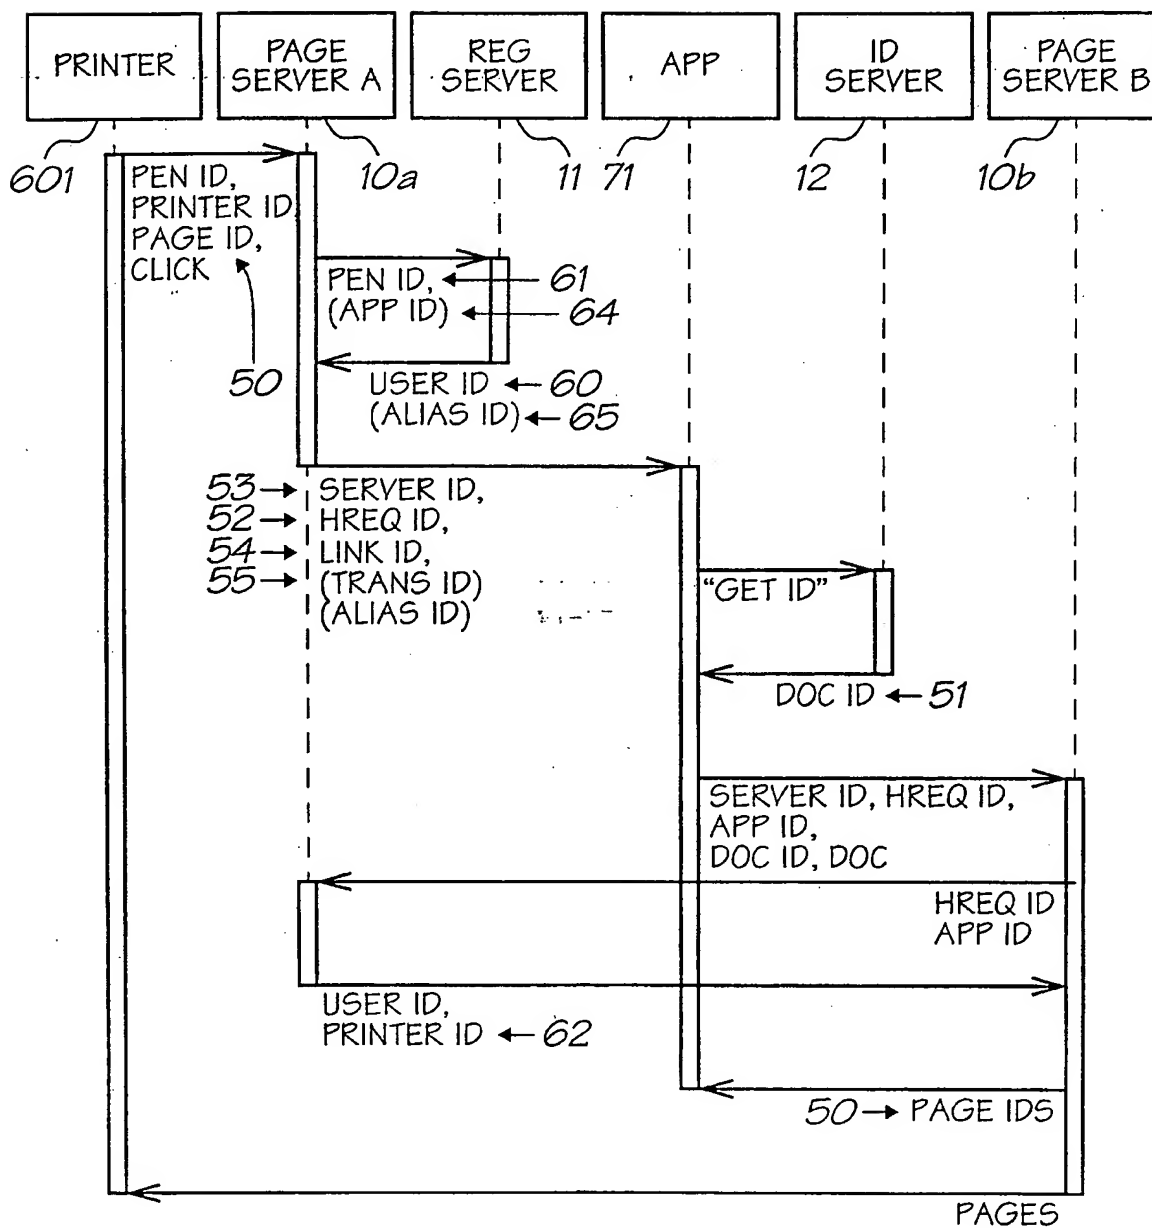 PRINTER
PAGE
SERVER A
REG
SERVER
APP
ID
SERVER
PAGE
SERVER B
601
10a
11
71
12
10b
PEN ID,
PRINTER ID
PAGE ID,
CLICK
50
PEN ID, ← 61
(APP ID) ← 64
USER ID ← 60
(ALIAS ID) ← 65
53 → SERVER ID,
52 → HREQ ID,
54 → LINK ID,
55 → (TRANS ID)
(ALIAS ID)
"GET ID"
DOC ID ← 51
SERVER ID, HREQ ID,
APP ID,
DOC ID, DOC
HREQ ID
APP ID
USER ID,
PRINTER ID ← 62
50 → PAGE IDS
PAGES